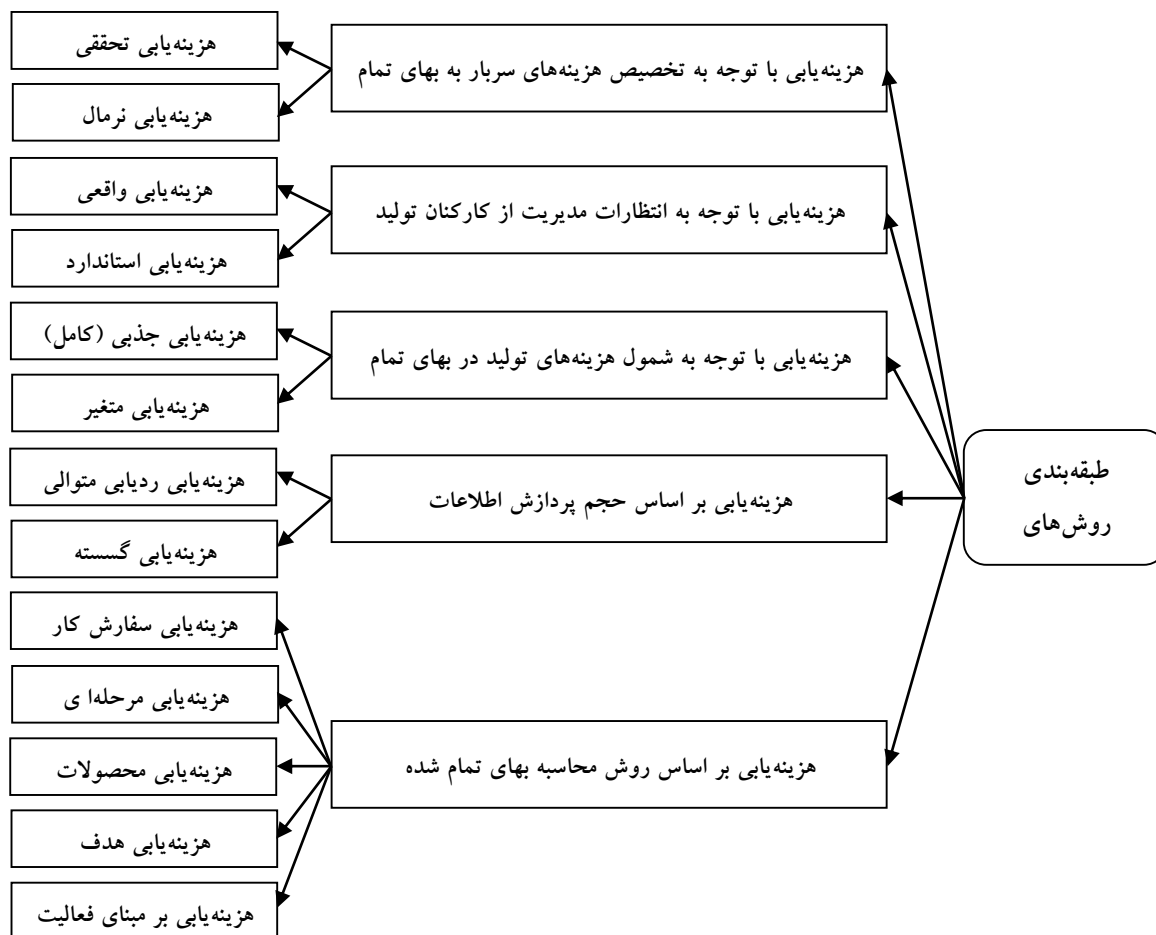 طبقه‌بندی
روش‌های
هزینه‌یابی با توجه به تخصیص هزینه‌های سربار به بهای تمام
هزینه‌یابی تحققی
هزینه‌یابی نرمال
هزینه‌یابی با توجه به انتظارات مدیریت از کارکنان تولید
هزینه‌یابی واقعی
هزینه‌یابی استاندارد
هزینه‌یابی با توجه به شمول هزینه‌های تولید در بهای تمام
هزینه‌یابی جذبی (کامل)
هزینه‌یابی متغیر
هزینه‌یابی بر اساس حجم پردازش اطلاعات
هزینه‌یابی ردیابی متوالی
هزینه‌یابی گسسته
هزینه‌یابی بر اساس روش محاسبه بهای تمام شده
هزینه‌یابی سفارش کار
هزینه‌یابی مرحله‌ا ی
هزینه‌یابی محصولات
هزینه‌یابی هدف
هزینه‌یابی بر مبنای فعالیت